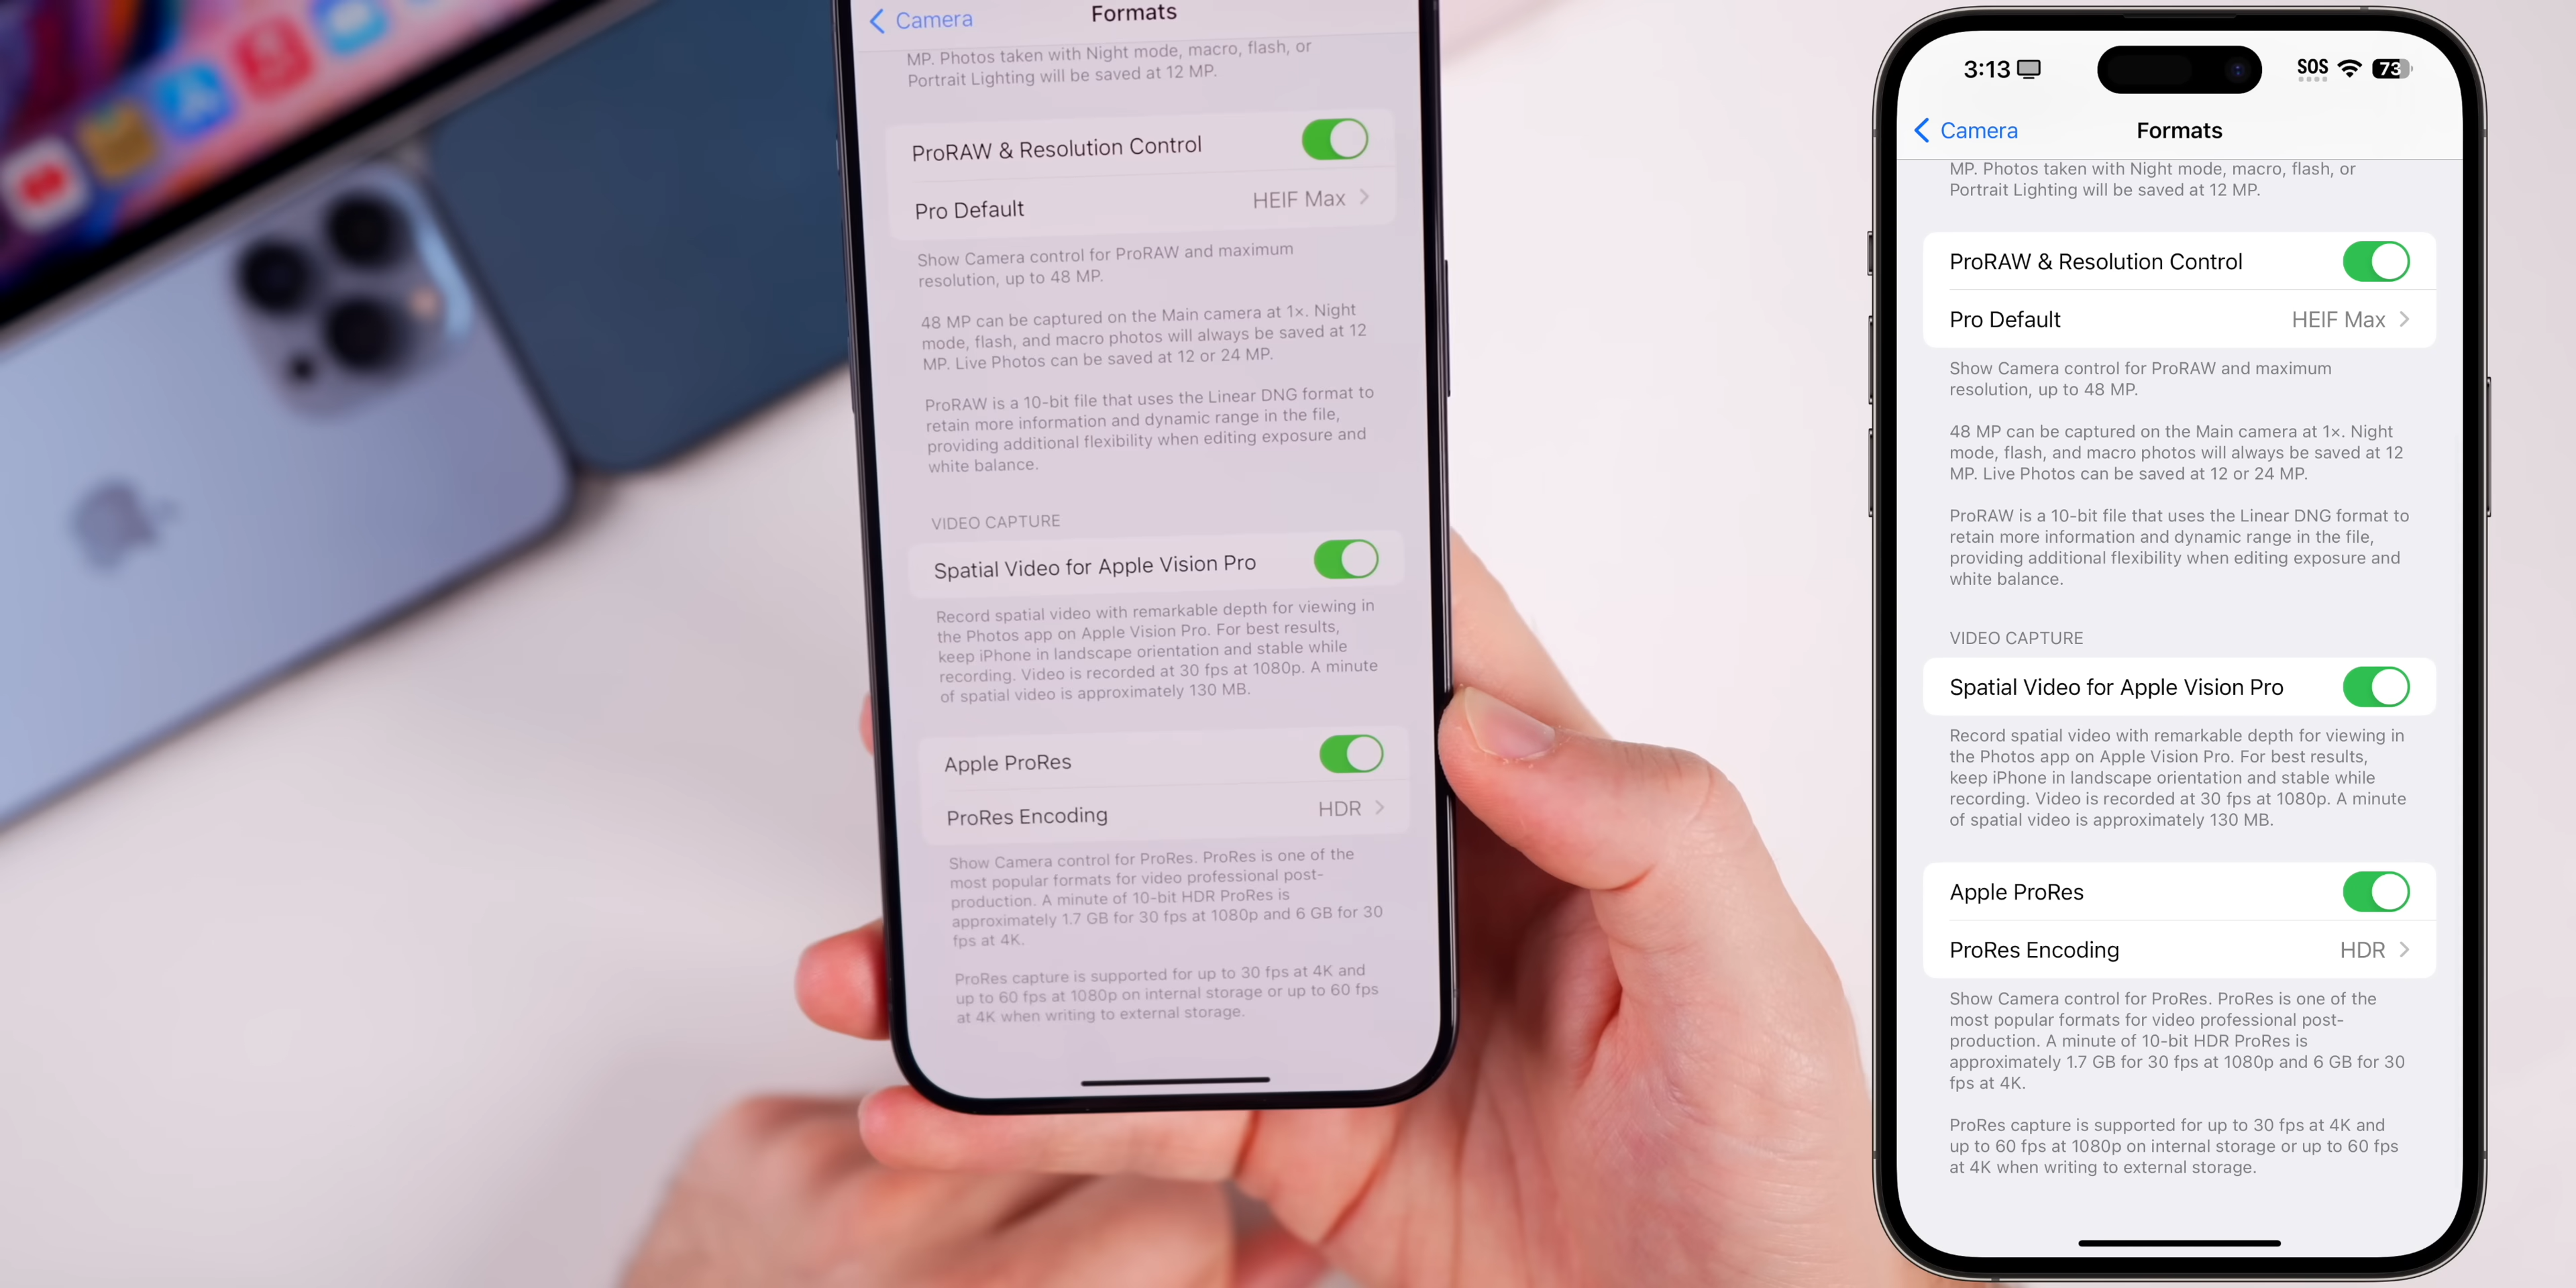 Camera
Formats
MP. Photos taken with Night mode, macro, flash, or
Portrait Lighting will be saved at 12 MP.
ProRAW & Resolution Control
Pro Default
HEIF Max
Show Camera control for ProRAW and maximum
resolution, up to 48 MP.
48 MP can be captured on the Main camera at 1×. Night
mode, flash, and macro photos will always be saved at 12
MP. Live Photos can be saved at 12 or 24 MP.
ProRAW is a 10-bit file that uses the Linear DNG format to
retain more information and dynamic range in the file,
providing additional flexibility when editing exposure and
white balance.
VIDEO CAPTURE
Spatial Video for Apple Vision Pro
Record spatial video with remarkable depth for viewing in
the Photos app on Apple Vision Pro. For best results,
keep iPhone in landscape orientation and stable while
recording. Video is recorded at 30 fps at 1080p. A minute
of spatial video is approximately 130 MB.
Apple ProRes
ProRes Encoding
HDR
Show Camera control for ProRes. ProRes is one of the
most popular formats for video professional post-
production. A minute of 10-bit HDR ProRes is
approximately 1.7 GB for 30 fps at 1080p and 6 GB for 30
fps at 4K.
ProRes capture is supported for up to 30 fps at 4K and
up to 60 fps at 1080p on internal storage or up to 60 fps
at 4K when writing to external storage.
3:13
SOS
73
Camera
Formats
MP. Photos taken with Night mode, macro, flash, or
Portrait Lighting will be saved at 12 MP.
ProRAW & Resolution Control
Pro Default
HEIF Max
Show Camera control for ProRAW and maximum
resolution, up to 48 MP.
48 MP can be captured on the Main camera at 1×. Night
mode, flash, and macro photos will always be saved at 12
MP. Live Photos can be saved at 12 or 24 MP.
ProRAW is a 10-bit file that uses the Linear DNG format to
retain more information and dynamic range in the file,
providing additional flexibility when editing exposure and
white balance.
VIDEO CAPTURE
Spatial Video for Apple Vision Pro
Record spatial video with remarkable depth for viewing in
the Photos app on Apple Vision Pro. For best results,
keep iPhone in landscape orientation and stable while
recording. Video is recorded at 30 fps at 1080p. A minute
of spatial video is approximately 130 MB.
Apple ProRes
ProRes Encoding
HDR
Show Camera control for ProRes. ProRes is one of the
most popular formats for video professional post-
production. A minute of 10-bit HDR ProRes is
approximately 1.7 GB for 30 fps at 1080p and 6 GB for 30
fps at 4K.
ProRes capture is supported for up to 30 fps at 4K and
up to 60 fps at 1080p on internal storage or up to 60 fps
at 4K when writing to external storage.